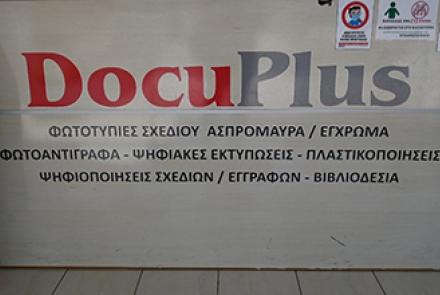 DocuPlus
ΦΩΤΟΤΥΠΙΕΣ ΣΧΕΔΙΟΥ ΑΣΠΡΟΜΑΥΡΑ / ΕΓΧΡΩΜΑ
ΦΩΤΟΑΝΤΙΓΡΑΦΑ - ΨΗΦΙΑΚΕΣ ΕΚΤΥΠΩΣΕΙΣ - ΠΛΑΣΤΙΚΟΠΟΙΗΣΕΙΣ
ΨΗΦΙΟΠΟΙΗΣΕΙΣ ΣΧΕΔΙΩΝ / ΕΓΓΡΑΦΩΝ - ΒΙΒΛΙΟΔΕΣΙΑ